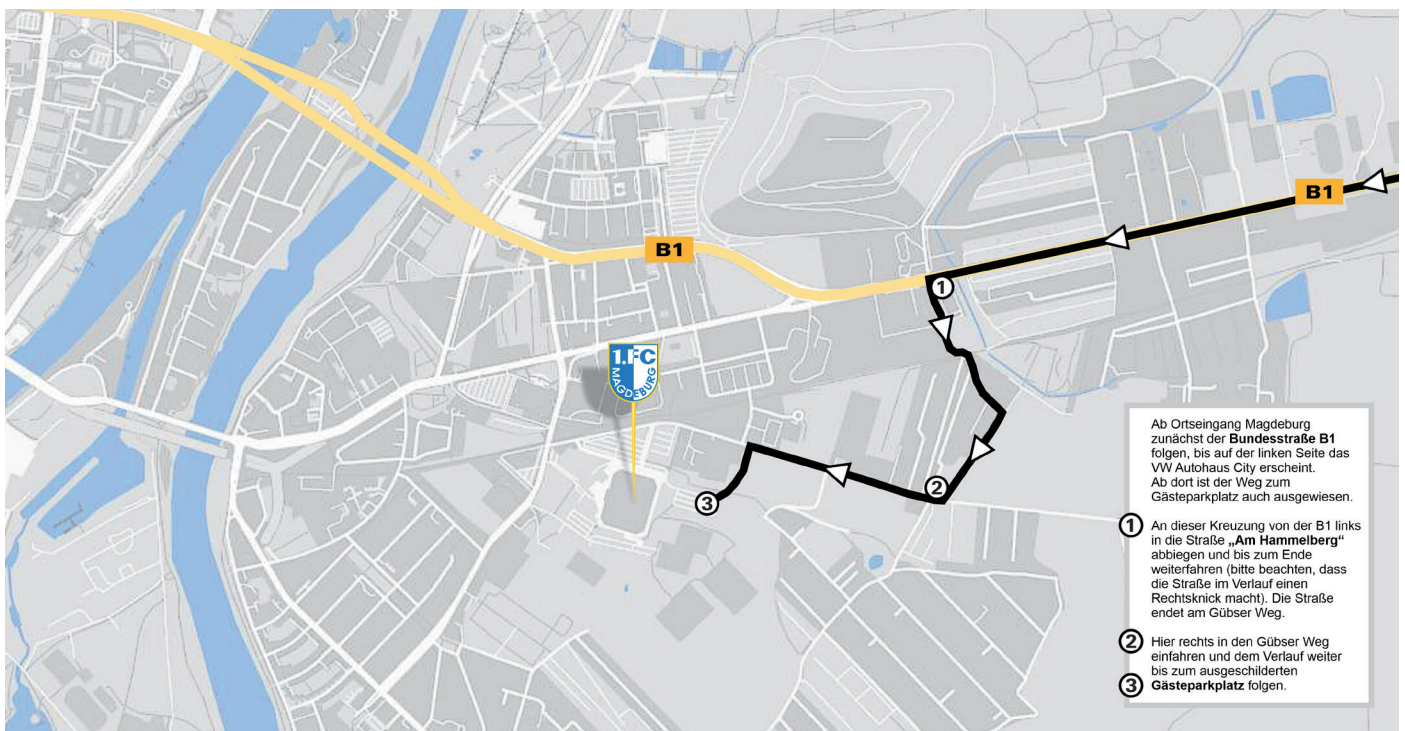 B1
B1
1
1.FC
MAGDEBURG
2
3
Ab Ortseingang Magdeburg
zunächst der Bundesstraße B1
folgen, bis auf der linken Seite das
VW Autohaus City erscheint.
Ab dort ist der Weg zum
Gästeparkplatz auch ausgewiesen.
1 An dieser Kreuzung von der B1 links
in die Straße „Am Hammelberg“
abbiegen und bis zum Ende
weiterfahren (bitte beachten, dass
die Straße im Verlauf einen
Rechtsknick macht). Die Straße
endet am Gübser Weg.
2 Hier rechts in den Gübser Weg
einfahren und dem Verlauf weiter
bis zum ausgeschilderten
3 Gästeparkplatz folgen.